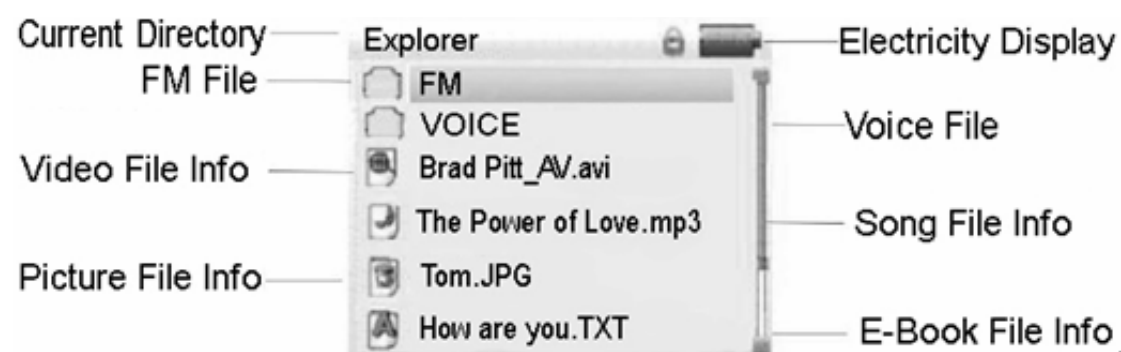 Current Directory Explorer Electricity Display
FM File FM
VOICE Voice File
Video File Info Brad Pitt_AV.avi
The Power of Love.mp3 Song File Info
Picture File Info Tom.JPG
How are you.TXT E-Book File Info